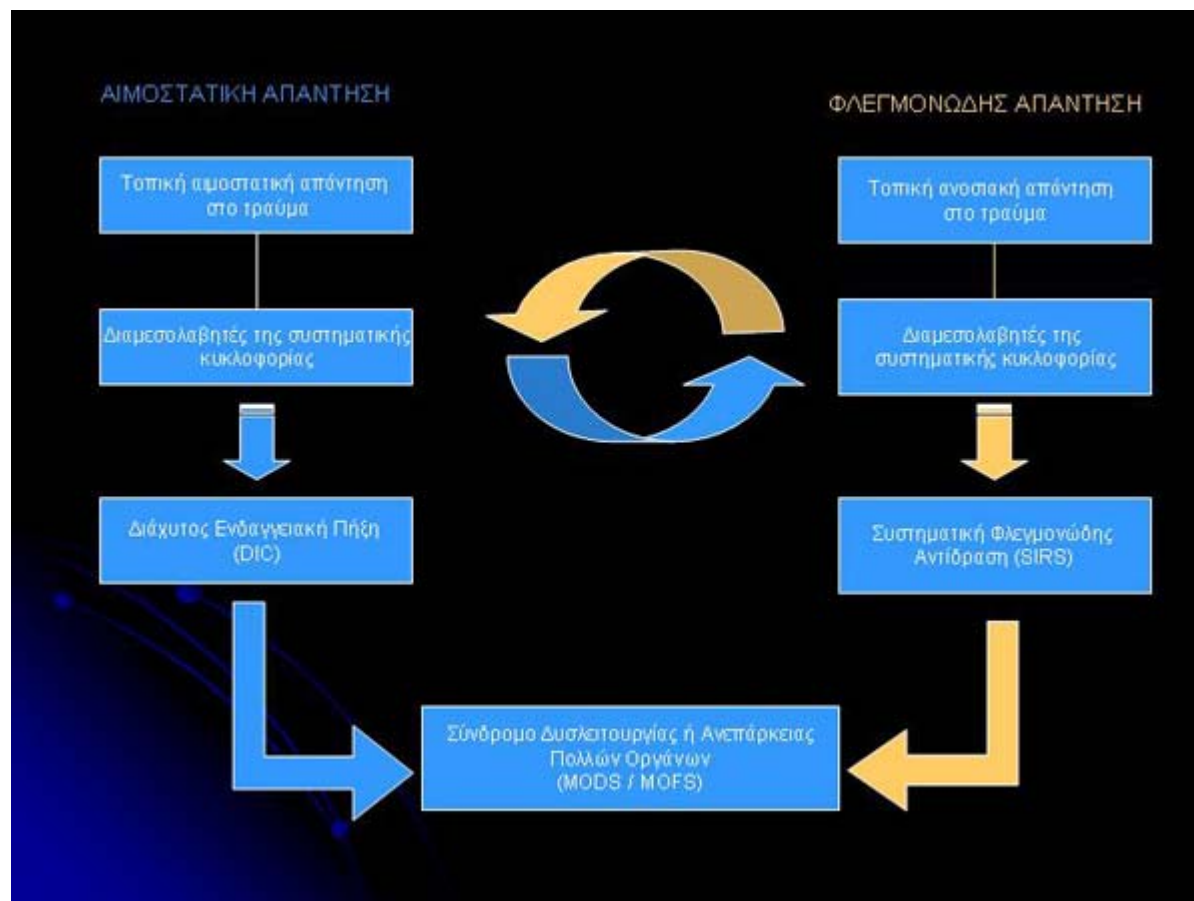 ΑΙΜΟΣΤΑΤΙΚΗ ΑΠΑΝΤΗΣΗ
Τοπική αιμοστατική απάντηση
στο τραύμα
Διαμεσολαβητές της συστηματικής
κυκλοφορίας
Διάχυτος Ενδαγγειακή Πήξη
(DIC)
ΦΛΕΓΜΟΝΩΔΗΣ ΑΠΑΝΤΗΣΗ
Τοπική ανοσιακή απάντηση
στο τραύμα
Διαμεσολαβητές της
συστηματικής κυκλοφορίας
Συστηματική Φλεγμονώδης
Αντίδραση (SIRS)
Σύνδρομο Δυσλειτουργίας ή Ανεπάρκειας
Πολλών Οργάνων
(MODS / MOFS)